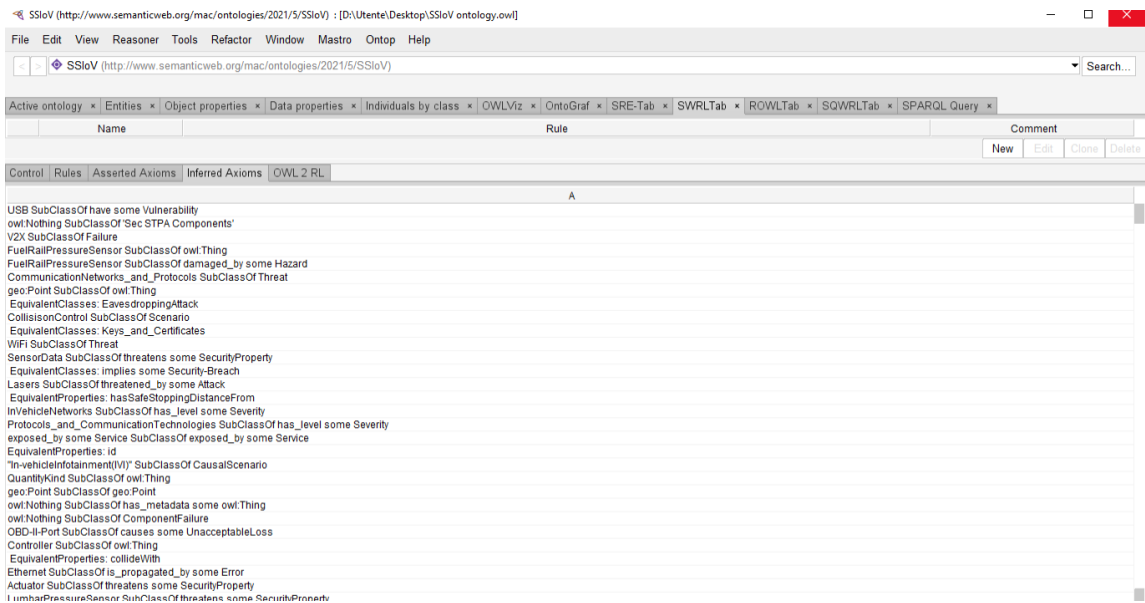 SSIoV (http://www.semanticweb.org/mac/ontologies/2021/5/SSIoV) : [D:\Utente\Desktop\SSIoV ontology.owl]
File Edit View Reasoner Tools Refactor Window Mastro Ontop Help
< > SSIoV (http://www.semanticweb.org/mac/ontologies/2021/5/SSIoV) Search...
Active ontology × Entities × Object properties × Data properties × Individuals by class × OWLViz × OntoGraf × SRE-Tab × SWRLTab × ROWLTab × SQWRLTab × SPARQL Query ×
Name Rule Comment
New Edit Clone Delete
Control Rules Asserted Axioms Inferred Axioms OWL 2 RL
A
USB SubClassOf have some Vulnerability
owl:Nothing SubClassOf 'Sec STPA Components'
V2X SubClassOf Failure
FuelRailPressureSensor SubClassOf owl:Thing
FuelRailPressureSensor SubClassOf damaged_by some Hazard
CommunicationNetworks_and_Protocols SubClassOf Threat
geo:Point SubClassOf owl:Thing
EquivalentClasses: EavesdroppingAttack
CollisisonControl SubClassOf Scenario
EquivalentClasses: Keys_and_Certificates
WiFi SubClassOf Threat
SensorData SubClassOf threatens some SecurityProperty
EquivalentClasses: implies some Security-Breach
Lasers SubClassOf threatened_by some Attack
EquivalentProperties: hasSafeStoppingDistanceFrom
InVehicleNetworks SubClassOf has_level some Severity
Protocols_and_CommunicationTechnologies SubClassOf has_level some Severity
exposed_by some Service SubClassOf exposed_by some Service
EquivalentProperties: id
"In-vehicleInfotainment(IVI)" SubClassOf CausalScenario
QuantityKind SubClassOf owl:Thing
geo:Point SubClassOf geo:Point
owl:Nothing SubClassOf has_metadata some owl:Thing
owl:Nothing SubClassOf ComponentFailure
OBD-II-Port SubClassOf causes some UnacceptableLoss
Controller SubClassOf owl:Thing
EquivalentProperties: collideWith
Ethernet SubClassOf is_propagated_by some Error
Actuator SubClassOf threatens some SecurityProperty
LumbarPressureSensor SubClassOf threatens some SecurityProperty